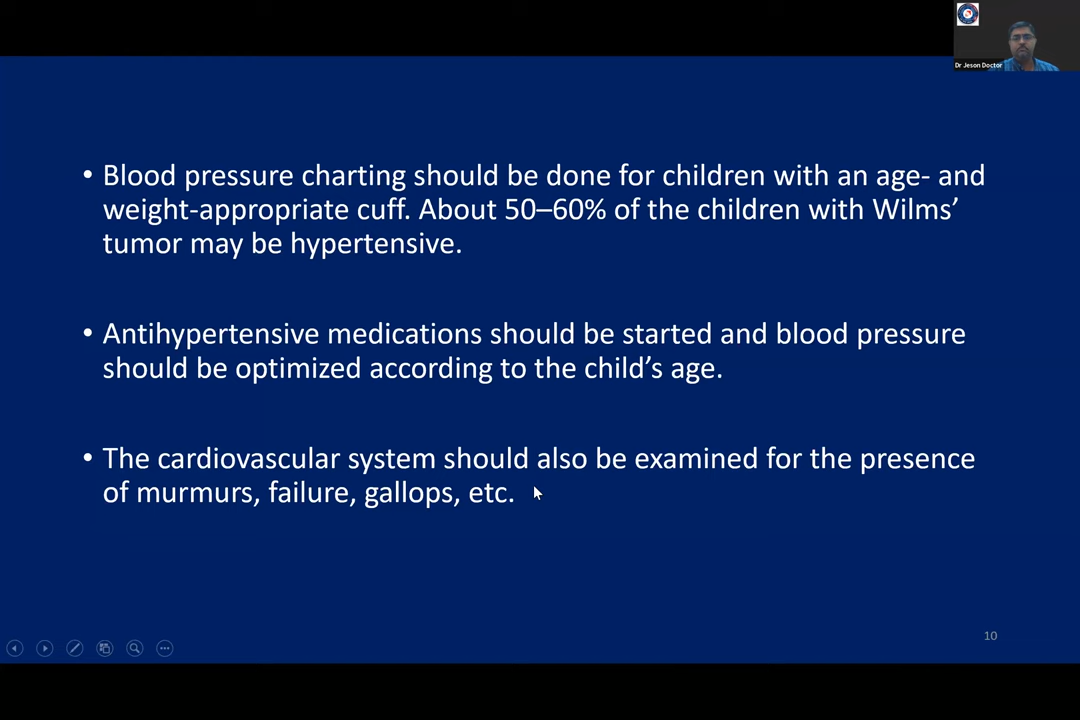 Dr Jeson Doctor
• Blood pressure charting should be done for children with an age- and
weight-appropriate cuff. About 50–60% of the children with Wilms’
tumor may be hypertensive.
• Antihypertensive medications should be started and blood pressure
should be optimized according to the child’s age.
• The cardiovascular system should also be examined for the presence
of murmurs, failure, gallops, etc.
10